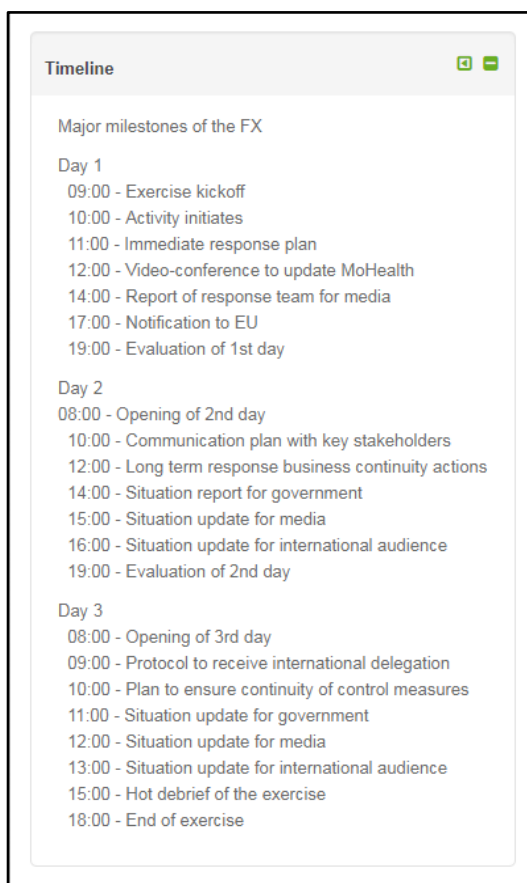 Timeline
Major milestones of the FX
Day 1
09:00 - Exercise kickoff
10:00 - Activity initiates
11:00 - Immediate response plan
12:00 - Video-conference to update MoHealth
14:00 - Report of response team for media
17:00 - Notification to EU
19:00 - Evaluation of 1st day
Day 2
08:00 - Opening of 2nd day
10:00 - Communication plan with key stakeholders
12:00 - Long term response business continuity actions
14:00 - Situation report for government
15:00 - Situation update for media
16:00 - Situation update for international audience
19:00 - Evaluation of 2nd day
Day 3
08:00 - Opening of 3rd day
09:00 - Protocol to receive international delegation
10:00 - Plan to ensure continuity of control measures
11:00 - Situation update for government
12:00 - Situation update for media
13:00 - Situation update for international audience
15:00 - Hot debrief of the exercise
18:00 - End of exercise